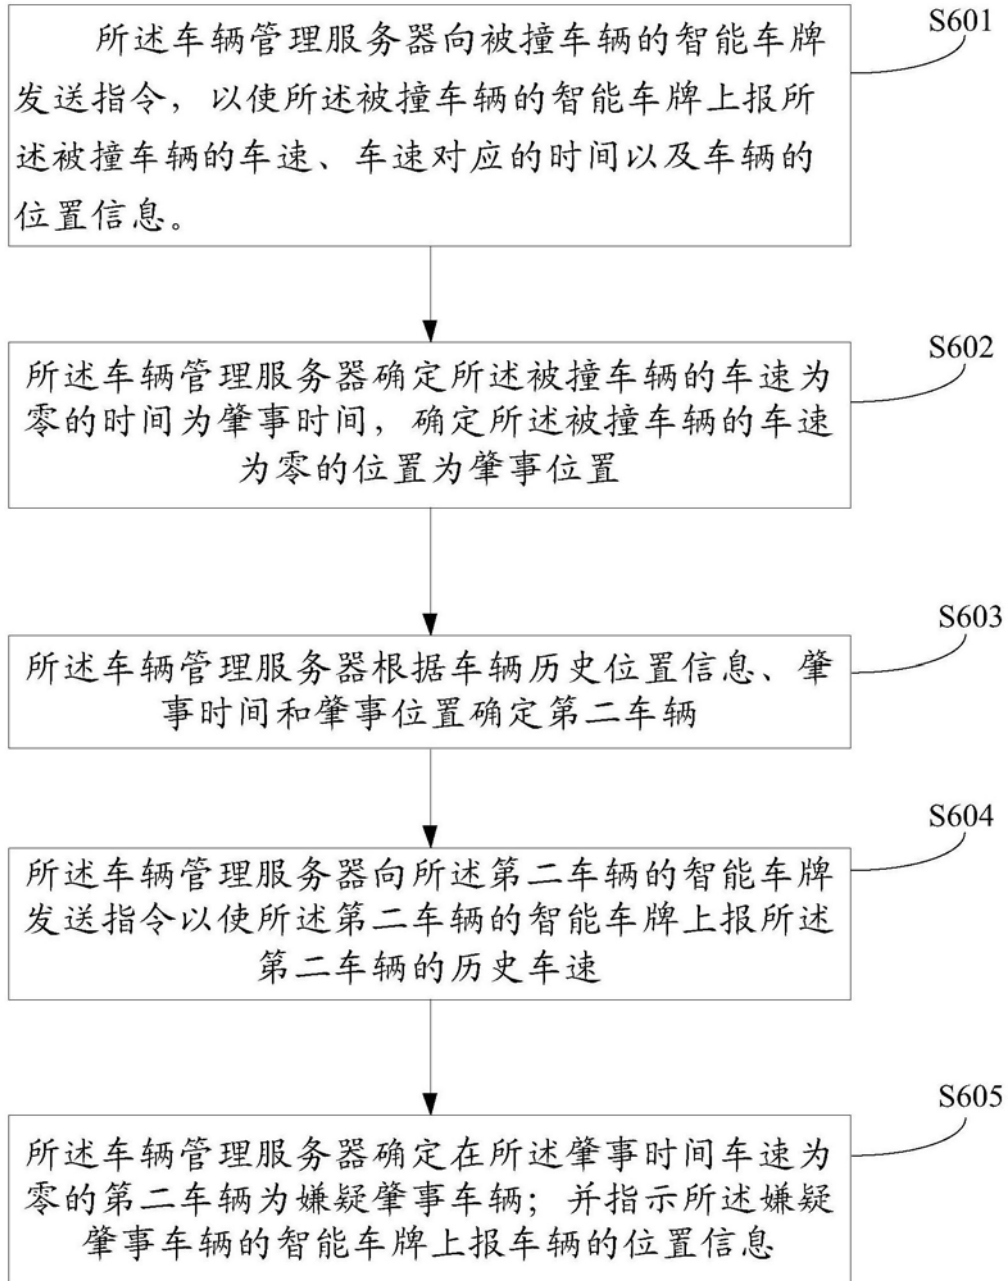 S601
所述车辆管理服务器向被撞车辆的智能车牌
发送指令，以使所述被撞车辆的智能车牌上报所
述被撞车辆的车速、车速对应的时间以及车辆的
位置信息。
S602
所述车辆管理服务器确定所述被撞车辆的车速为
零的时间为肇事时间，确定所述被撞车辆的车速
为零的位置为肇事位置
S603
所述车辆管理服务器根据车辆历史位置信息、肇
事时间和肇事位置确定第二车辆
S604
所述车辆管理服务器向所述第二车辆的智能车牌
发送指令以使所述第二车辆的智能车牌上报所述
第二车辆的历史车速
S605
所述车辆管理服务器确定在所述肇事时间车速为
零的第二车辆为嫌疑肇事车辆；并指示所述嫌疑
肇事车辆的智能车牌上报车辆的位置信息